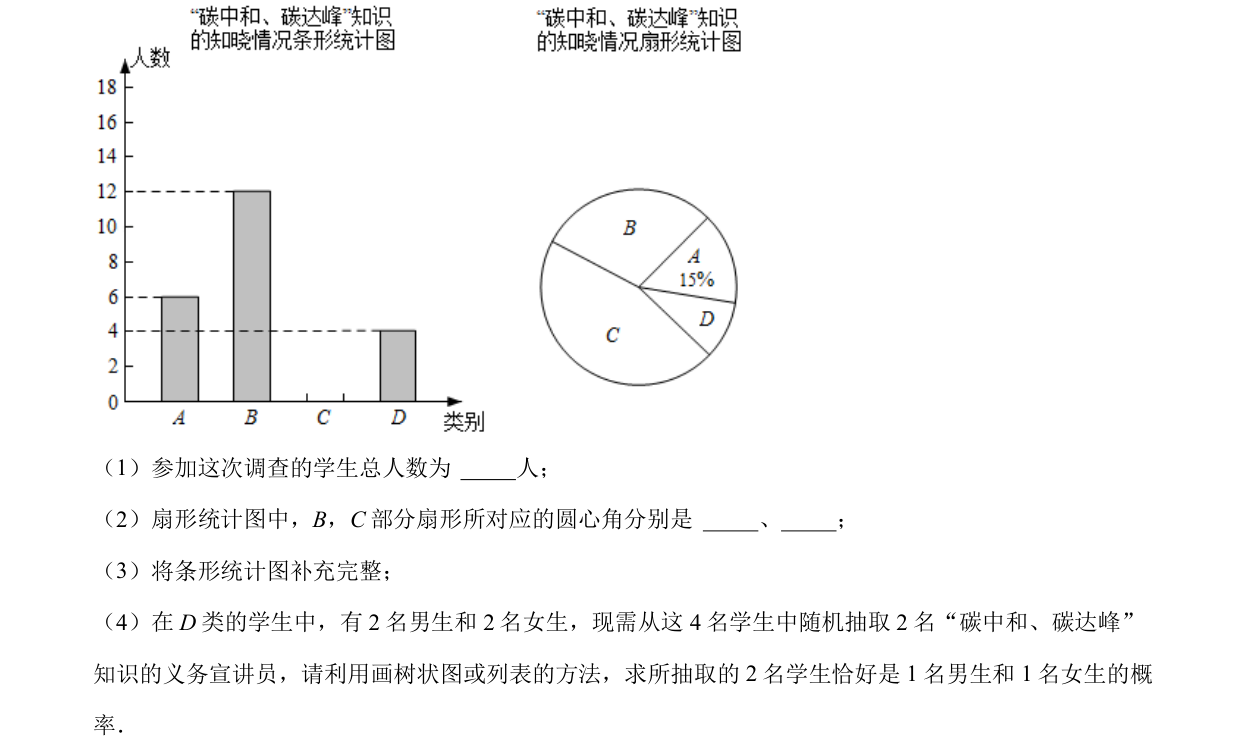 “碳中和、碳达峰”知识
的知晓情况条形统计图
“碳中和、碳达峰”知识
的知晓情况扇形统计图
人数
18
16
14
12
10
8
6
4
2
0
A
B
C
D
类别
B
A
15%
D
C
（1）参加这次调查的学生总人数为 _____人；
（2）扇形统计图中，B，C 部分扇形所对应的圆心角分别是 _____、_____；
（3）将条形统计图补充完整；
（4）在 D 类的学生中，有 2 名男生和 2 名女生，现需从这 4 名学生中随机抽取 2 名“碳中和、碳达峰”
知识的义务宣讲员，请利用画树状图或列表的方法，求所抽取的 2 名学生恰好是 1 名男生和 1 名女生的概
率．